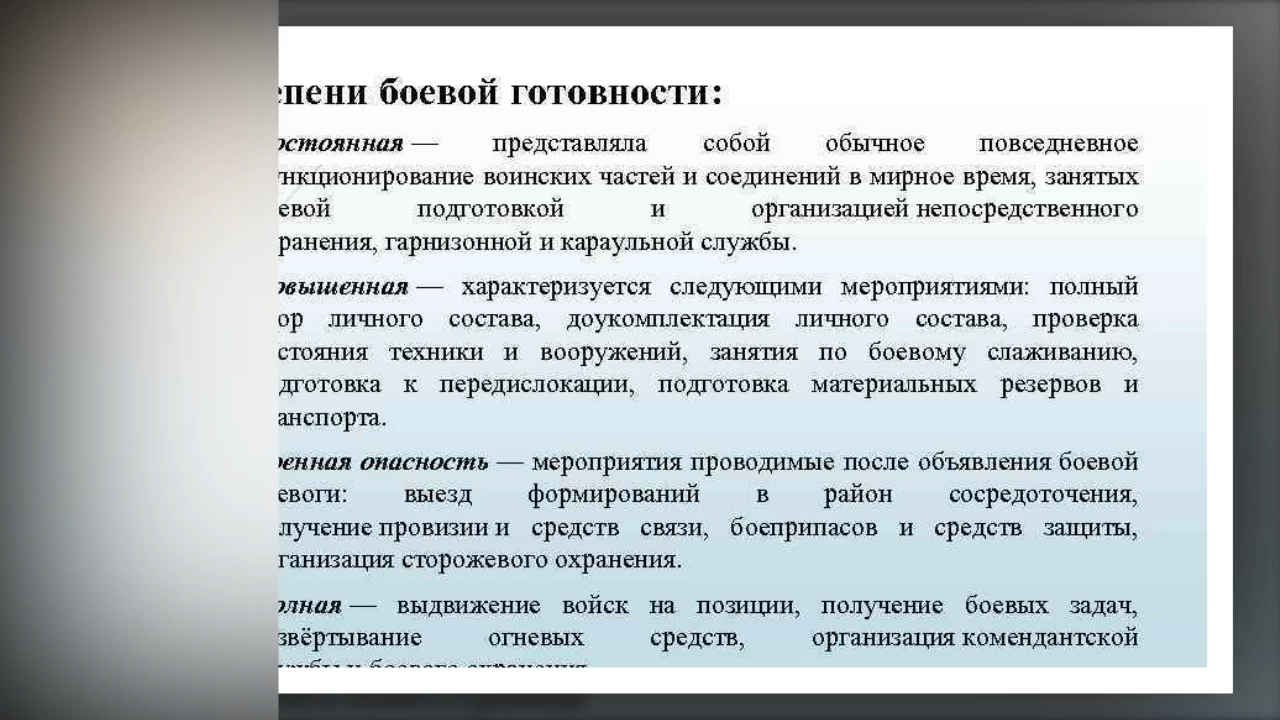 епени боевой готовности:
остоянная — представляла собой обычное повседневное
нкционирование воинских частей и соединений в мирное время, занятых
евой подготовкой и организацией непосредственного
ранения, гарнизонной и караульной службы.
овышенная — характеризуется следующими мероприятиями: полный
ор личного состава, доукомплектация личного состава, проверка
стояния техники и вооружений, занятия по боевому слаживанию,
дготовка к передислокации, подготовка материальных резервов и
анспорта.
оенная опасность — мероприятия проводимые после объявления боевой
евоги: выезд формирований в район сосредоточения,
лучение провизии и средств связи, боеприпасов и средств защиты,
ганизация сторожевого охранения.
олная — выдвижение войск на позиции, получение боевых задач,
звёртывание огневых средств, организация комендантской